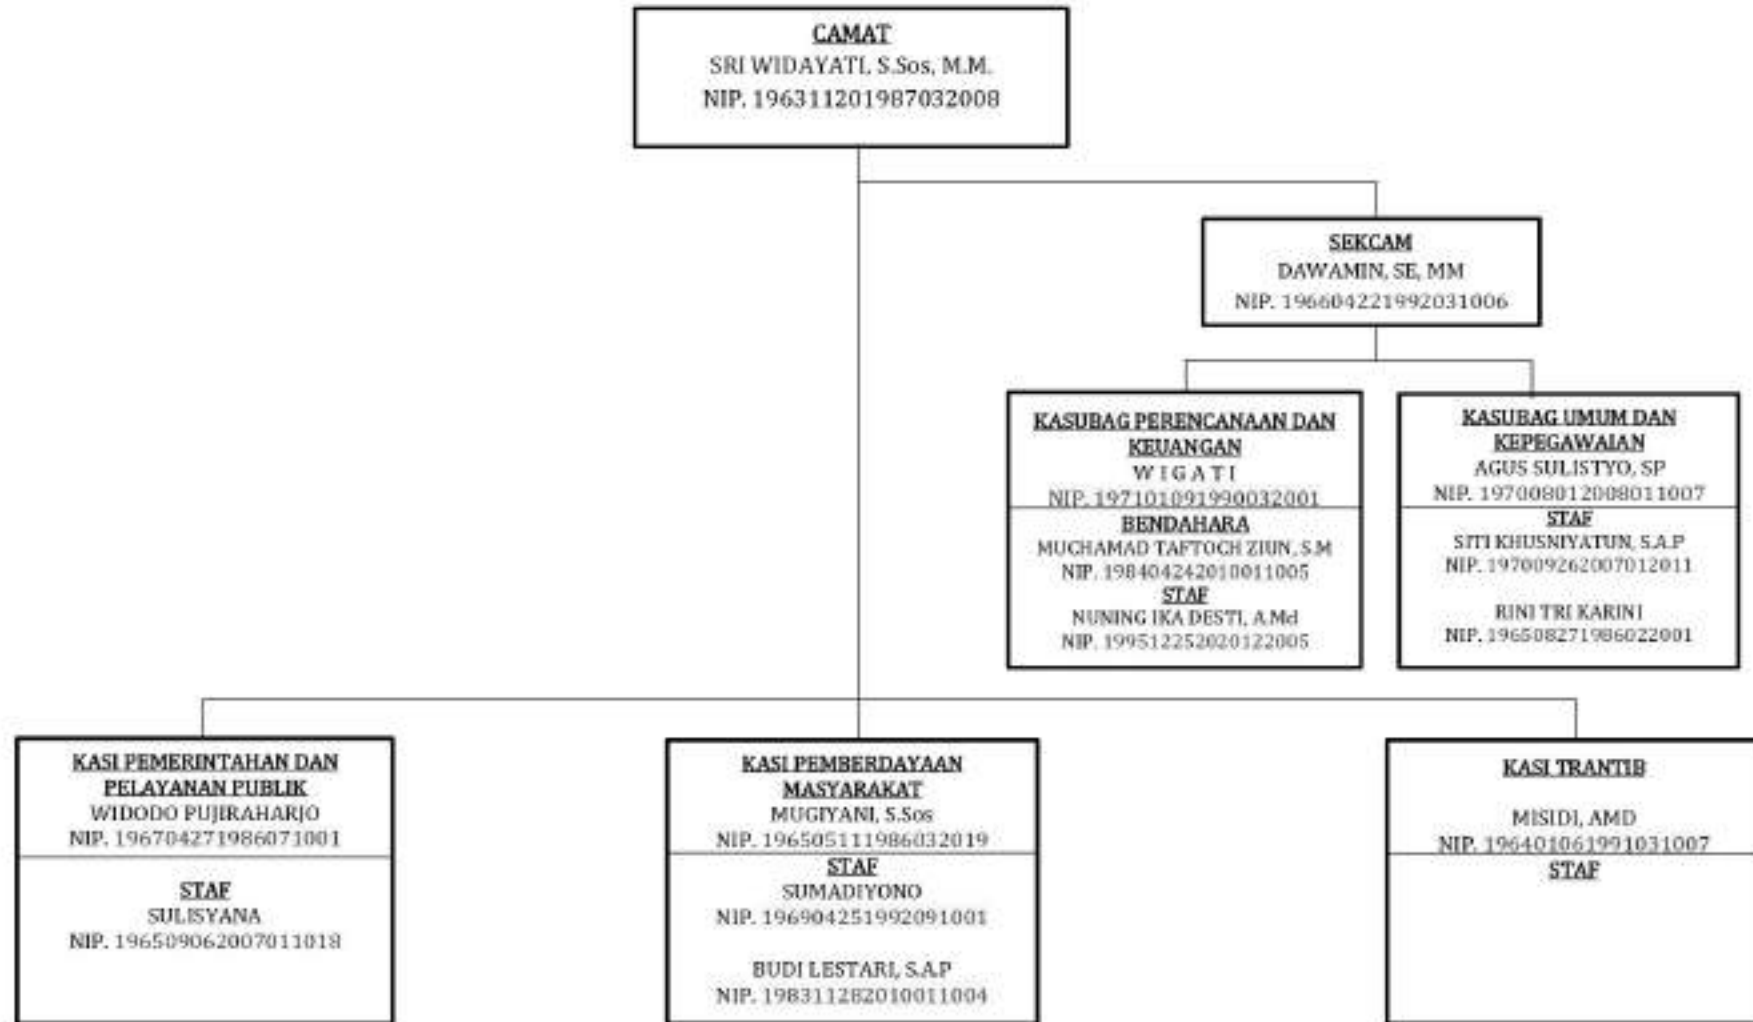 CAMAT
SRI WIDAYATI, S.Sos, M.M.
NIP. 196311201987032008
SEKCAM
DAWAMIN, SE, MM
NIP. 196604221992031006
KASUBAG PERENCANAAN DAN
KEUANGAN
W I G A T I
NIP. 197101091990032001
BENDAHARA
MUCHAMAD TAFTOCH ZIUN, S.M
NIP. 198404242010011005
STAF
NUNING IKA DESTI, A.Md
NIP. 199512252020122005
KASUBAG UMUM DAN
KEPEGAWAIAN
AGUS SULISTYO, SP
NIP. 197008012008011007
STAF
SITI KHUSNIYATUN, S.A.P
NIP. 197009262007012011
RINI TRI KARINI
NIP. 196508271986022001
KASI PEMERINTAHAN DAN
PELAYANAN PUBLIK
WIDODO PUJIRAHARJO
NIP. 196704271986071001
STAF
SULISYANA
NIP. 196509062007011018
KASI PEMBERDAYAAN
MASYARAKAT
MUGIYANI, S.Sos
NIP. 196505111986032019
STAF
SUMADIYONO
NIP. 196904251992091001
BUDI LESTARI, S.A.P
NIP. 198311282010011004
KASI TRANTIB
MISIDI, AMD
NIP. 196401061991031007
STAF